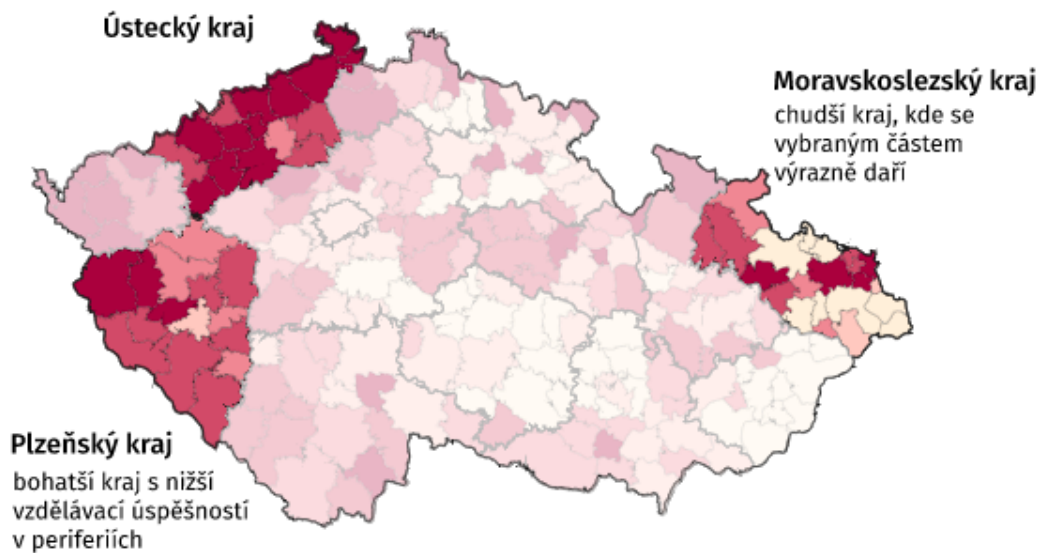 Ústecký kraj
Moravskoslezský kraj
chudší kraj, kde se
vybraným částem
výrazně daří
Plzeňský kraj
bohatší kraj s nižší
vzdělávací úspěšností
v periferiích